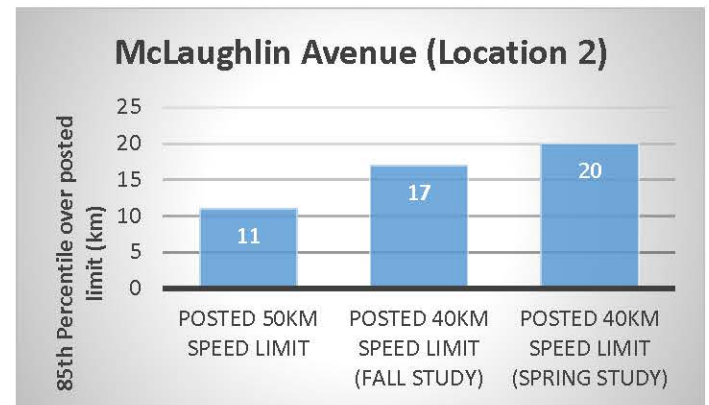 McLaughlin Avenue (Location 2)
85th Percentile over posted
limit (km)
25
20
15
10
5
0
11
17
20
POSTED 50KM
SPEED LIMIT
POSTED 40KM
SPEED LIMIT
(FALL STUDY)
POSTED 40KM
SPEED LIMIT
(SPRING STUDY)